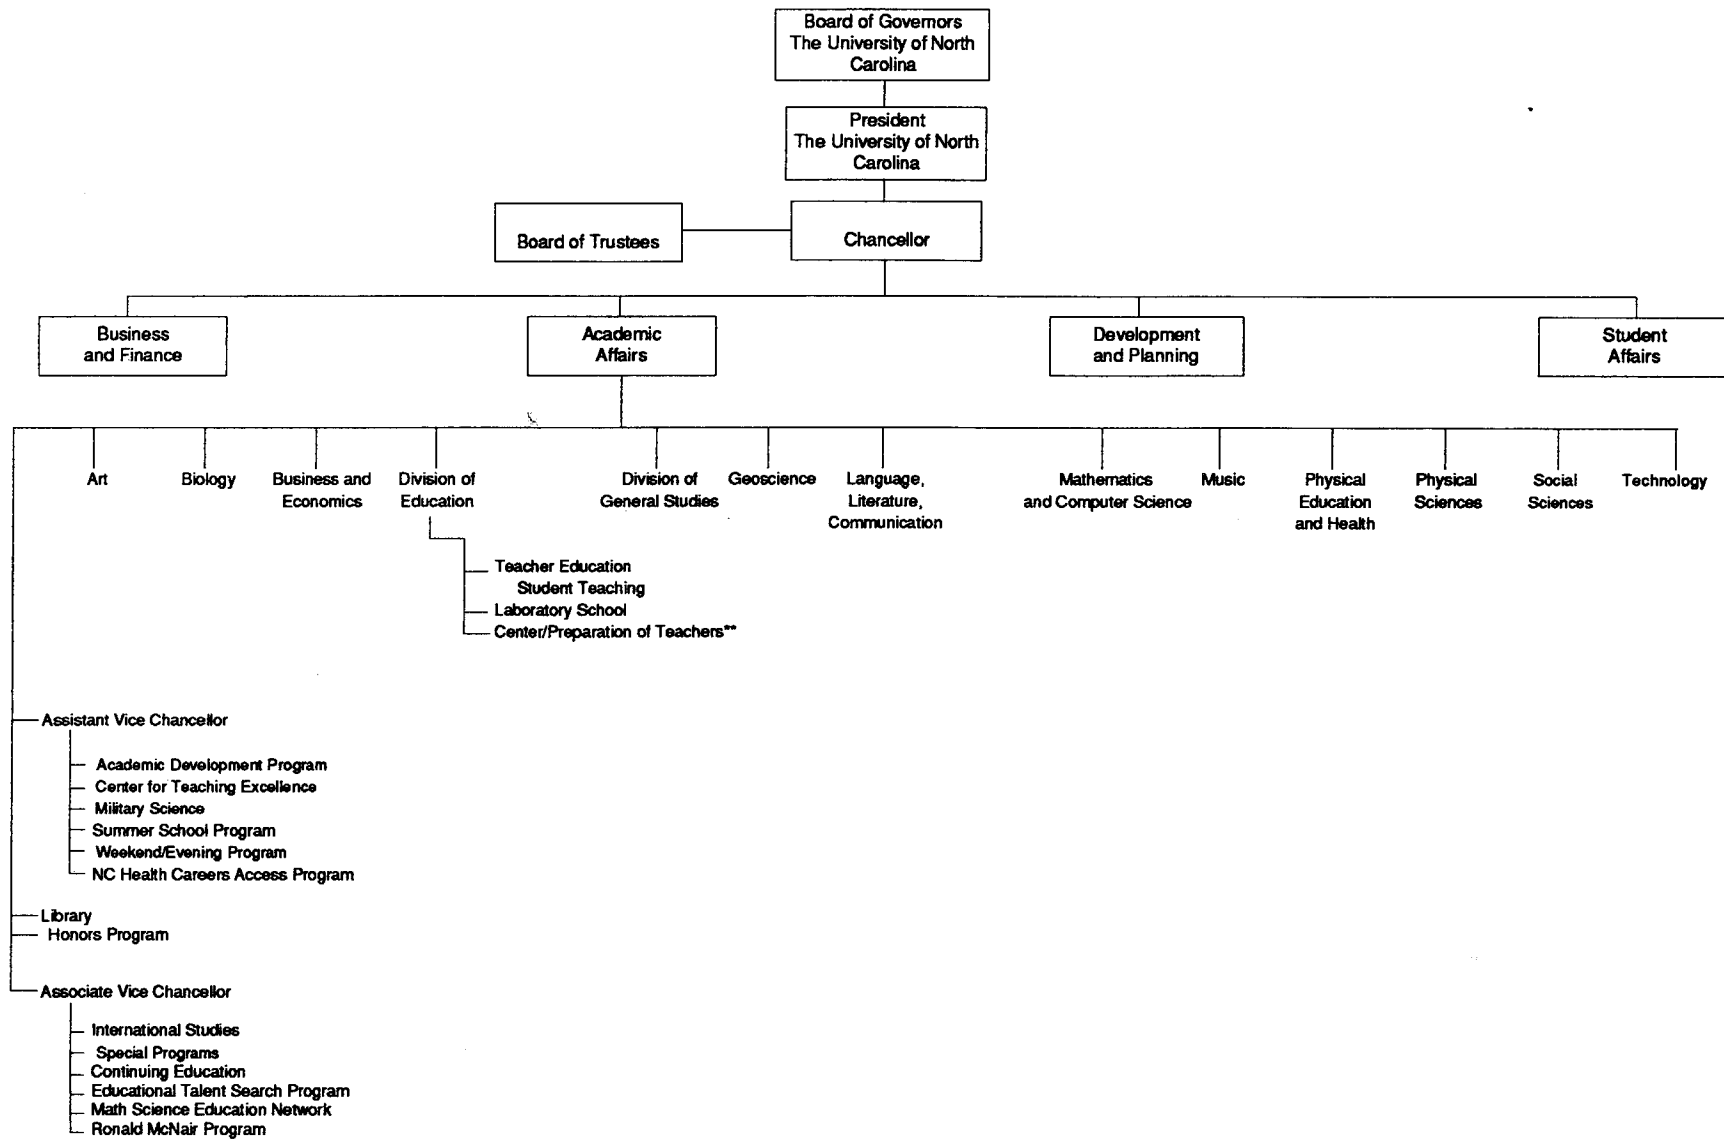 Board of Governors
The University of North
Carolina
President
The University of North
Carolina
Board of Trustees
Chancellor
Business
and Finance
Academic
Affairs
Development
and Planning
Student
Affairs
Art
Biology
Business and
Economics
Division of
Education
Division of
General Studies
Geoscience
Language,
Literature,
Communication
Mathematics
and Computer Science
Music
Physical
Education
and Health
Physical
Sciences
Social
Sciences
Technology
Teacher Education
Student Teaching
Laboratory School
Center/Preparation of Teachers**
Assistant Vice Chancellor
Academic Development Program
Center for Teaching Excellence
Military Science
Summer School Program
Weekend/Evening Program
NC Health Careers Access Program
Library
Honors Program
Associate Vice Chancellor
International Studies
Special Programs
Continuing Education
Educational Talent Search Program
Math Science Education Network
Ronald McNair Program